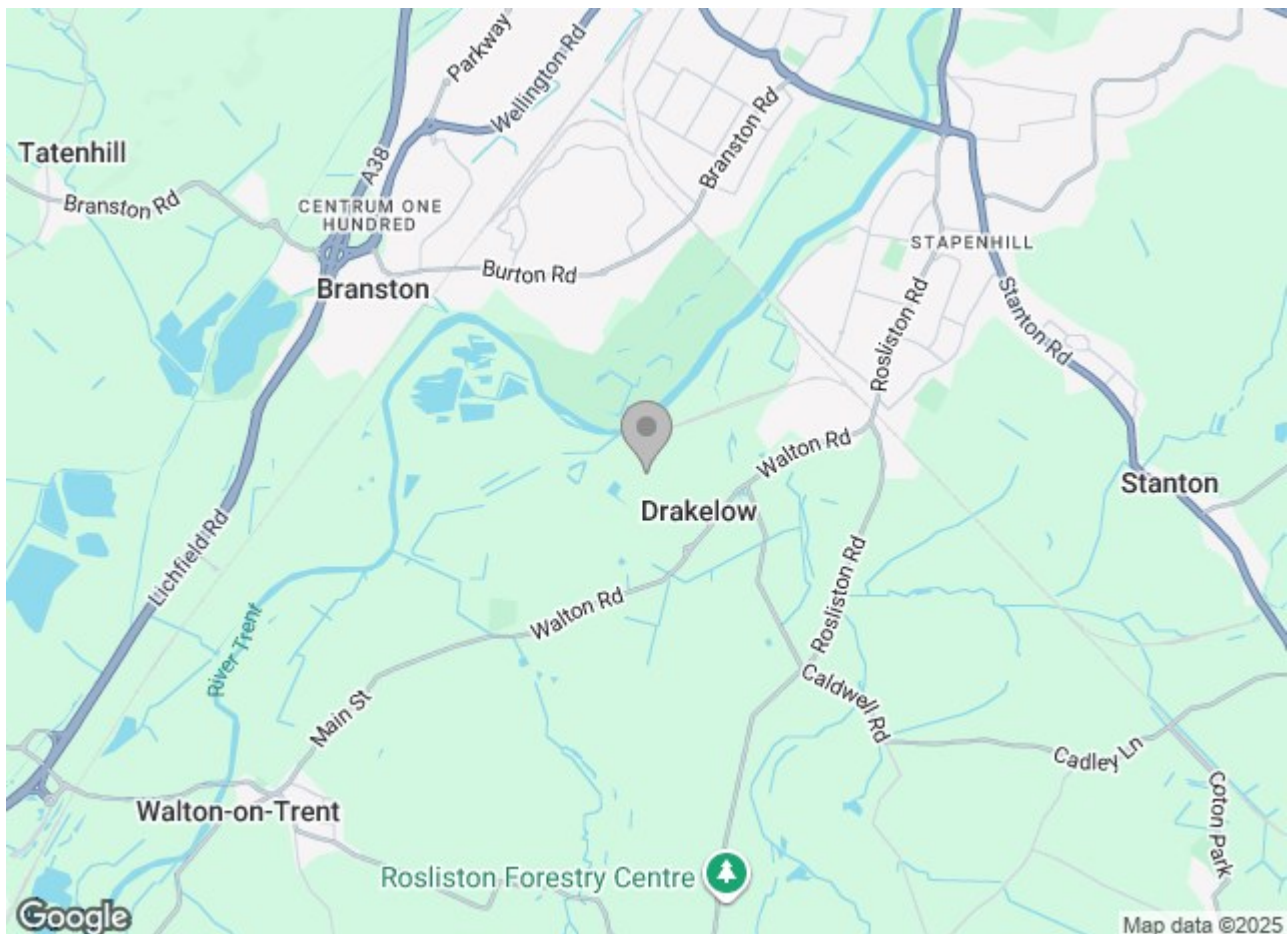 Parkway
Wellington Rd
A38
Tatenhill
Branston Rd
CENTRUM ONE
HUNDRED
Branston Rd
STAPENHILL
Burton Rd
Branston
Rosliston Rd
Stanton Rd
Walton Rd
Stanton
Drakelow
Lichfield Rd
Rosliston Rd
Walton Rd
River Trent
Caldwell Rd
Main St
Cadley Ln
Coton Park
Walton-on-Trent
Rosliston Forestry Centre
Google
Map data ©2025